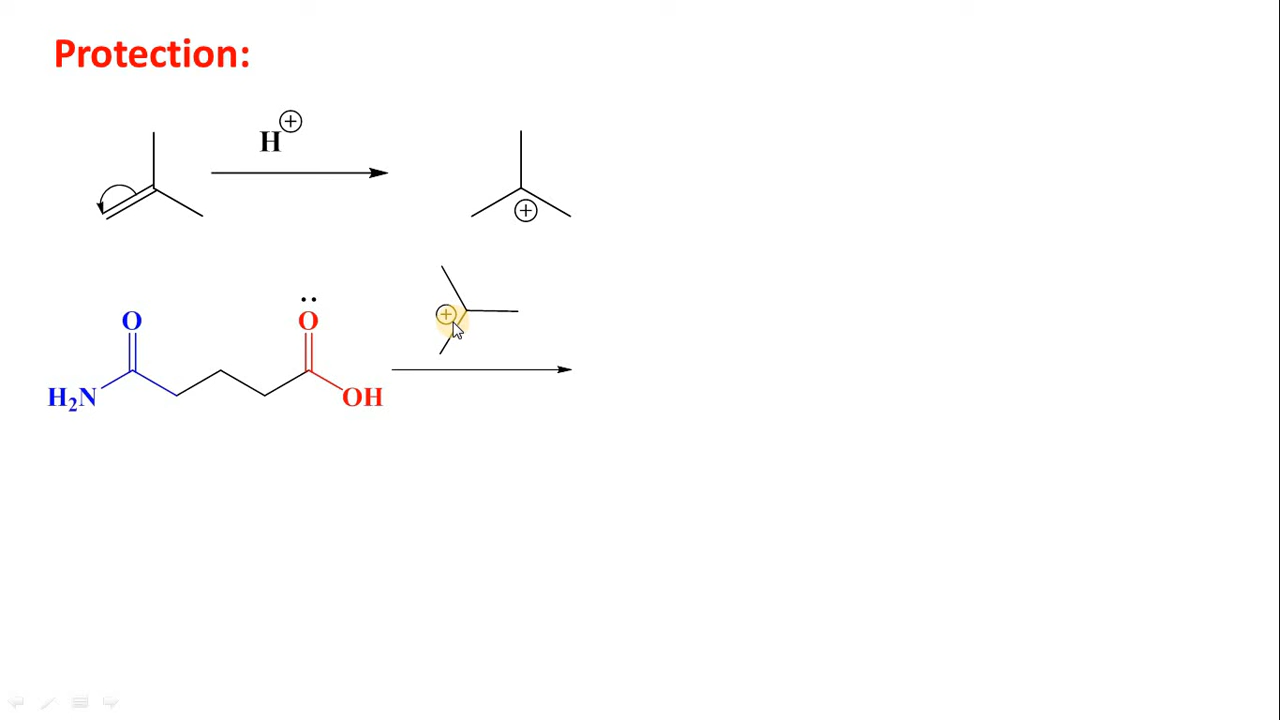 Protection:
H⊕
⊕
⊕
O O
H₂N OH